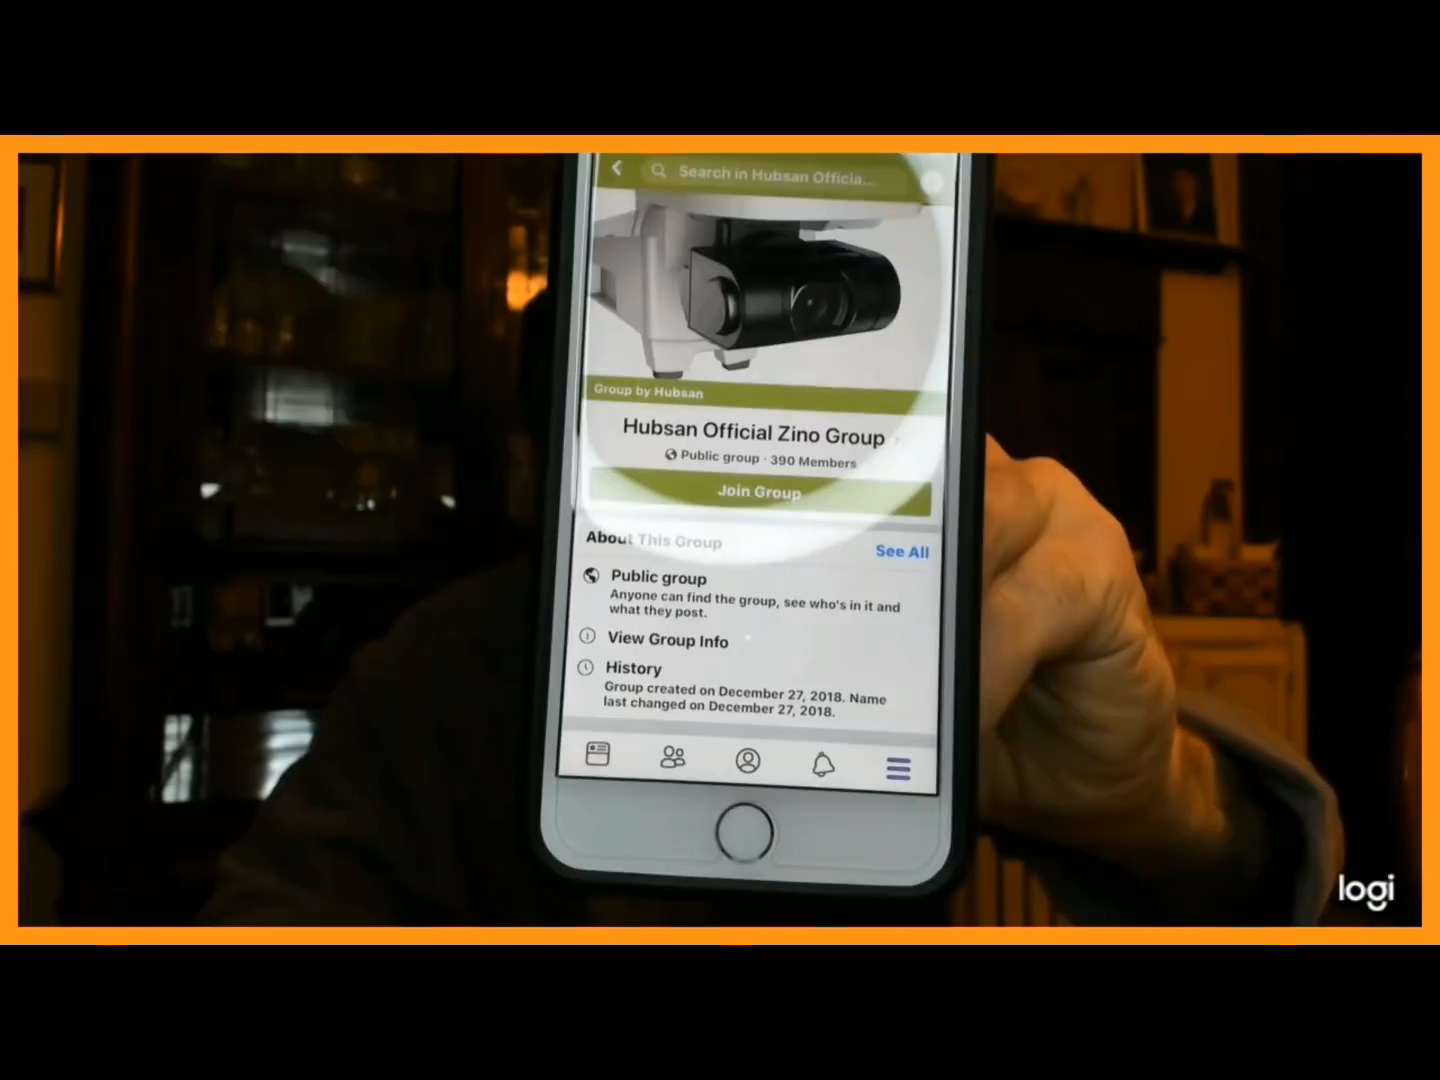 Search in Hubsan Officia...
Group by Hubsan
Hubsan Official Zino Group
Public group · 390 Members
Join Group
About This Group
See All
Public group
Anyone can find the group, see who's in it and
what they post.
View Group Info
History
Group created on December 27, 2018. Name
last changed on December 27, 2018.
logi